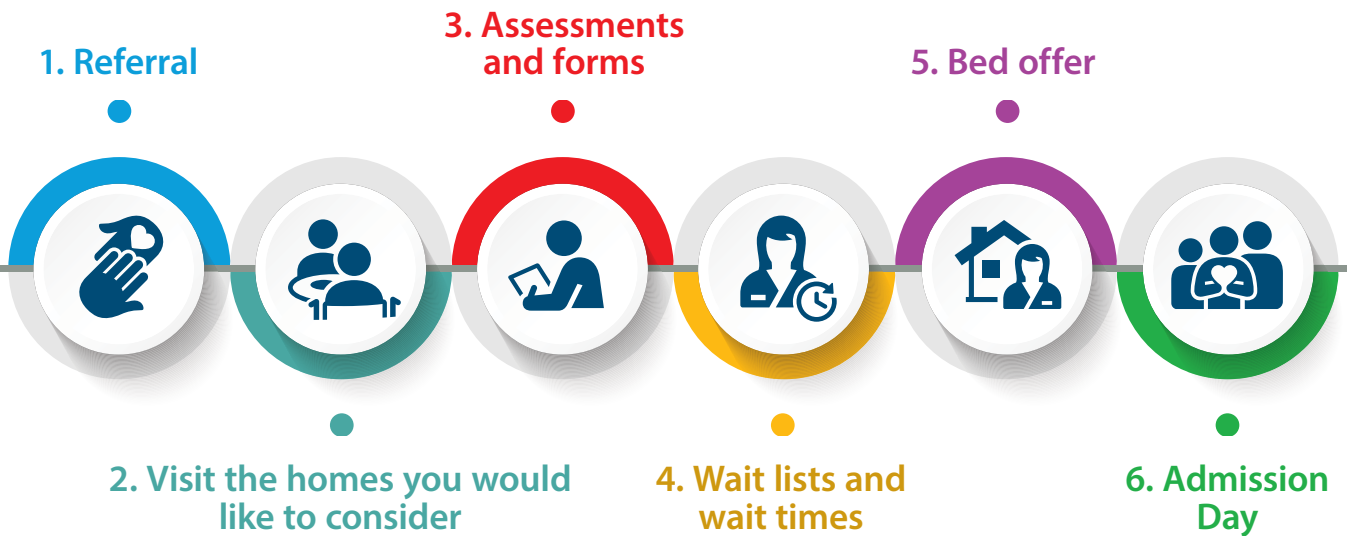 1. Referral
2. Visit the homes you would
like to consider
3. Assessments
and forms
4. Wait lists and
wait times
5. Bed offer
6. Admission
Day